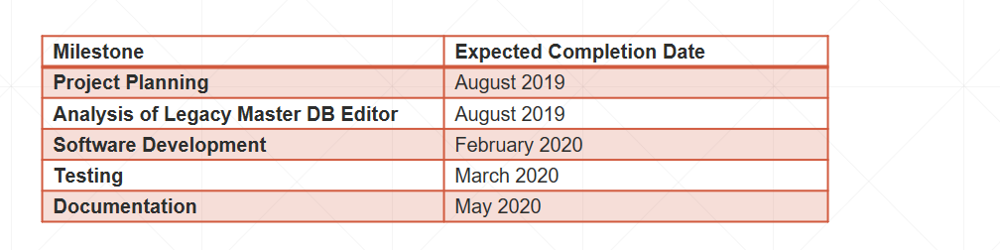 Milestone Expected Completion Date
Project Planning August 2019
Analysis of Legacy Master DB Editor August 2019
Software Development February 2020
Testing March 2020
Documentation May 2020